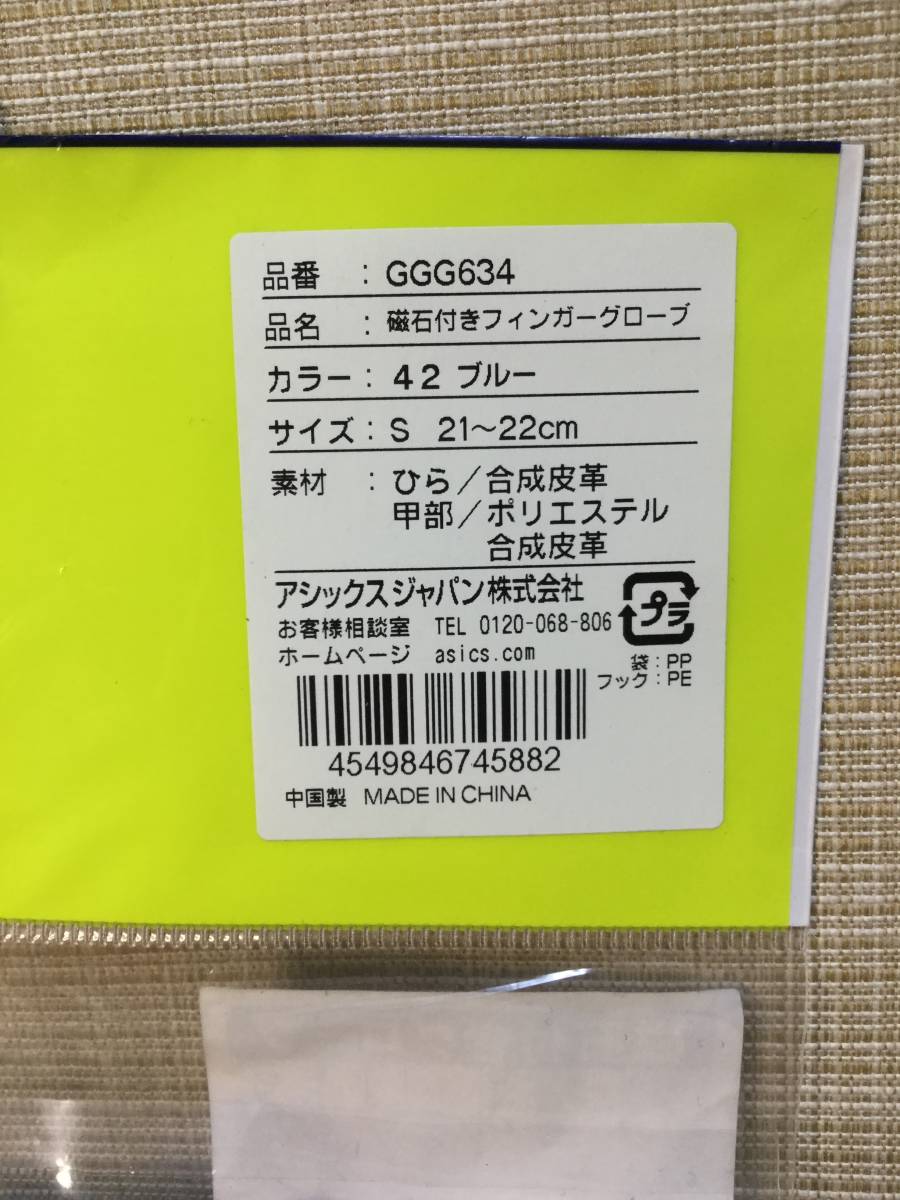 品番 : GGG634
品名 : 磁石付きフィンガーグローブ
カラー : 42 ブルー
サイズ : S 21〜22cm
素材 : ひら/合成皮革
甲部/ポリエステル
合成皮革
アシックスジャパン株式会社
お客様相談室 TEL 0120-068-806
ホームページ asics.com
プラ
袋:PP
フック:PE
4549846745882
中国製 MADE IN CHINA